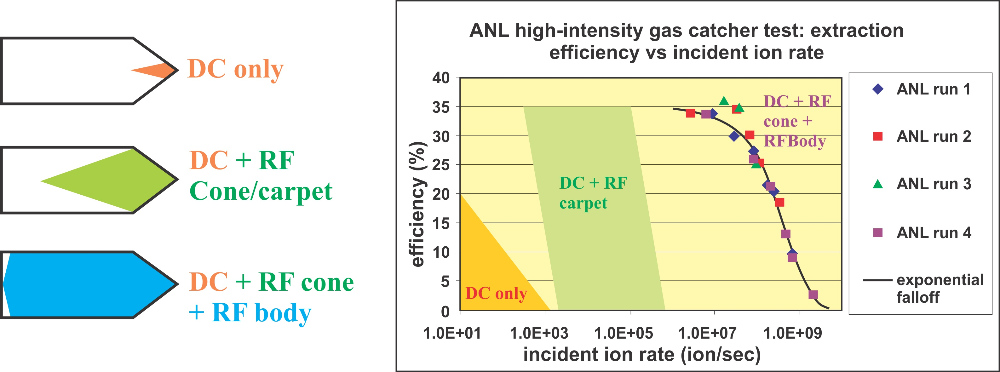 DC only
DC + RF
Cone/carpet
DC + RF cone
+ RF body
ANL high-intensity gas catcher test: extraction
efficiency vs incident ion rate
efficiency (%)
40
35
30
25
20
15
10
5
0
DC + RF
cone +
RFBody
DC + RF
carpet
DC only
1.0E+01 1.0E+03 1.0E+05 1.0E+07 1.0E+09
incident ion rate (ion/sec)
ANL run 1
ANL run 2
ANL run 3
ANL run 4
exponential
falloff